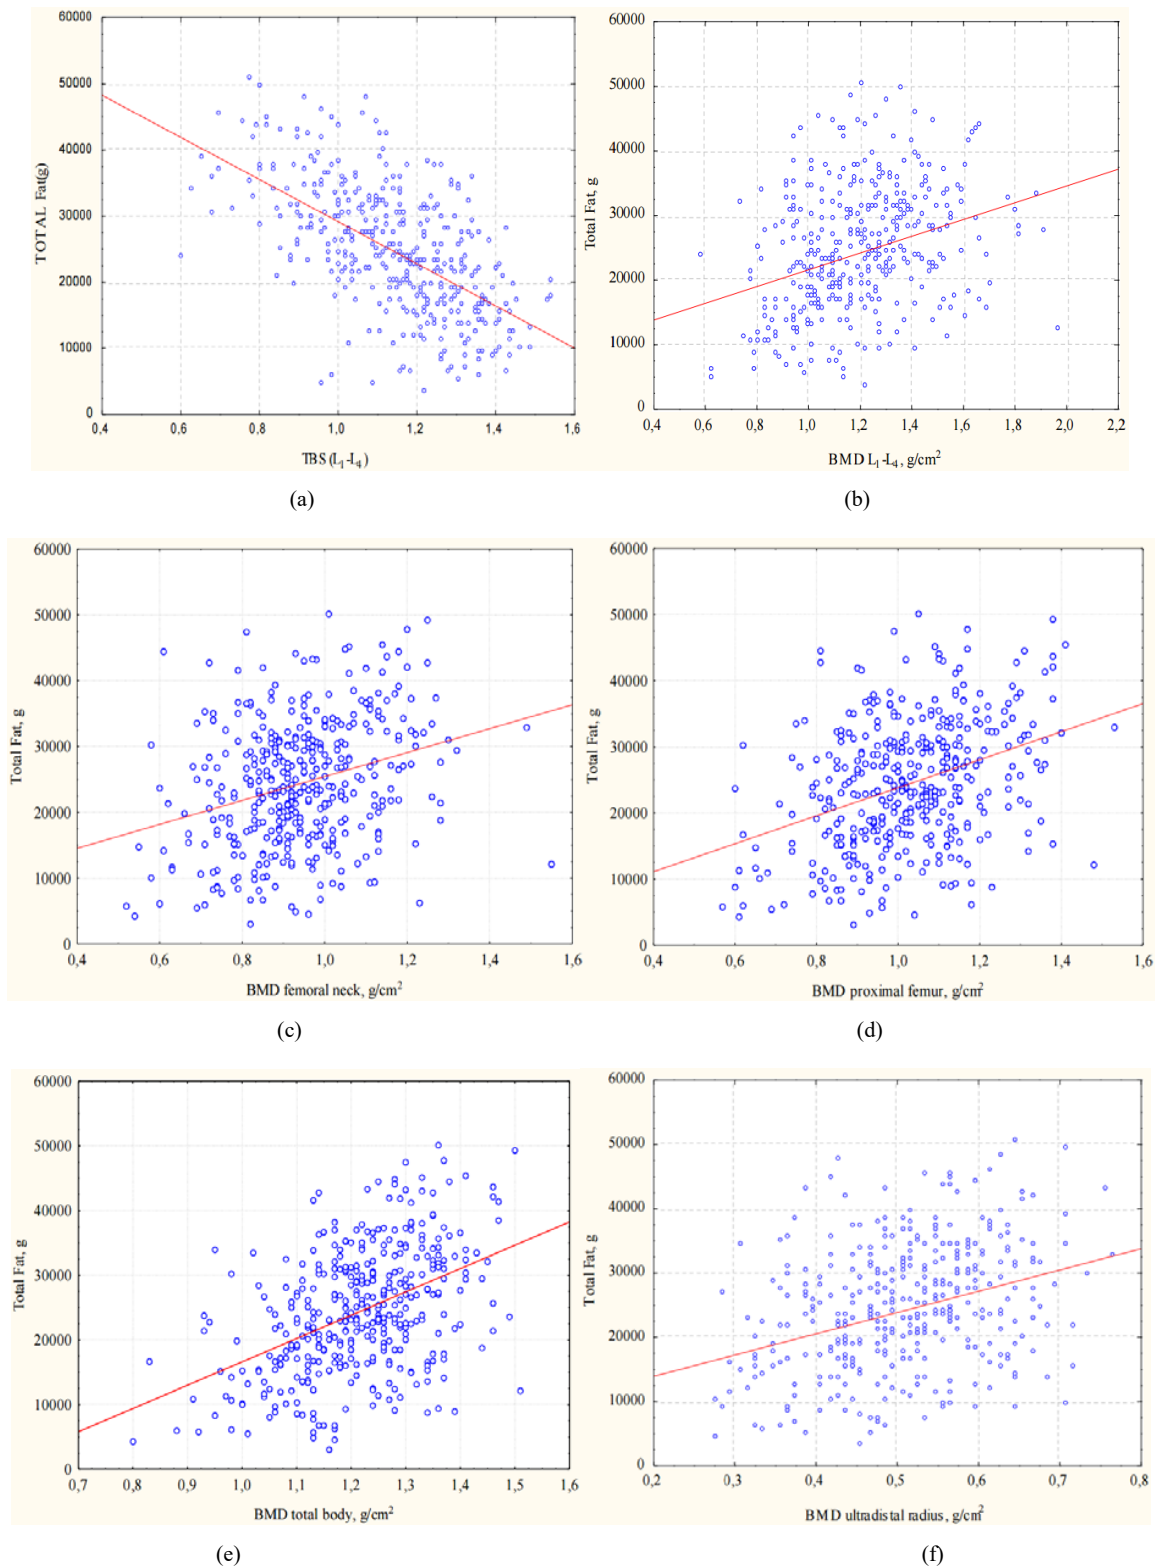 60000
50000
40000
30000
20000
10000
0
TOTAL Fat(g)
0,4 0,6 0,8 1,0 1,2 1,4 1,6
TBS (L1-L4)
(a)
60000
50000
40000
30000
20000
10000
0
Total Fat, g
0,4 0,6 0,8 1,0 1,2 1,4 1,6 1,8 2,0 2,2
BMD L1-L4, g/cm2
(b)
60000
50000
40000
30000
20000
10000
0
Total Fat, g
0,4 0,6 0,8 1,0 1,2 1,4 1,6
BMD femoral neck, g/cm2
(c)
60000
50000
40000
30000
20000
10000
0
Total Fat, g
0,4 0,6 0,8 1,0 1,2 1,4 1,6
BMD proximal femur, g/cm2
(d)
60000
50000
40000
30000
20000
10000
0
Total Fat, g
0,7 0,8 0,9 1,0 1,1 1,2 1,3 1,4 1,5 1,6
BMD total body, g/cm2
(e)
60000
50000
40000
30000
20000
10000
0
Total Fat, g
0,2 0,3 0,4 0,5 0,6 0,7 0,8
BMD ultradistal radius, g/cm2
(f)